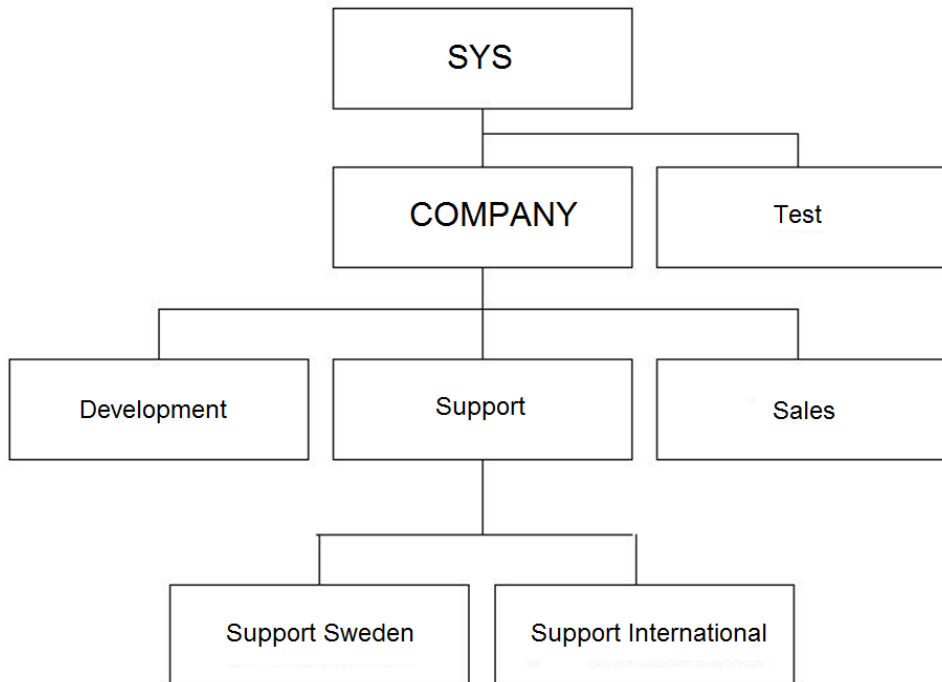 SYS
COMPANY
Test
Development
Support
Sales
Support Sweden
Support International